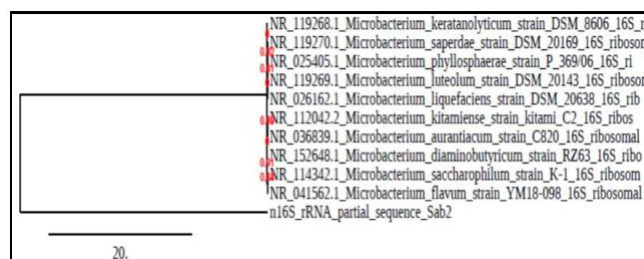 NR_119268.1_Microbacterium_keratanolyticum_strain_DSM_8606_16S_r
NR_119270.1_Microbacterium_saperdae_strain_DSM_20169_16S_ribosor
NR_025405.1_Microbacterium_phyllosphaerae_strain_P_369/06_16S_ri
NR_119269.1_Microbacterium_luteolum_strain_DSM_20143_16S_ribosor
NR_026162.1_Microbacterium_liquefaciens_strain_DSM_20638_16S_rib
NR_112042.2_Microbacterium_kitamiense_strain_kitami_C2_16S_ribos
NR_036839.1_Microbacterium_aurantiacum_strain_C820_16S_ribosomal
NR_152648.1_Microbacterium_diaminobutyricum_strain_RZ63_16S_ribo
NR_114342.1_Microbacterium_saccharophilum_strain_K-1_16S_ribosom
NR_041562.1_Microbacterium_flavum_strain_YM18-098_16S_ribosomal
n16S_rRNA_partial_sequence_Sab2
20.